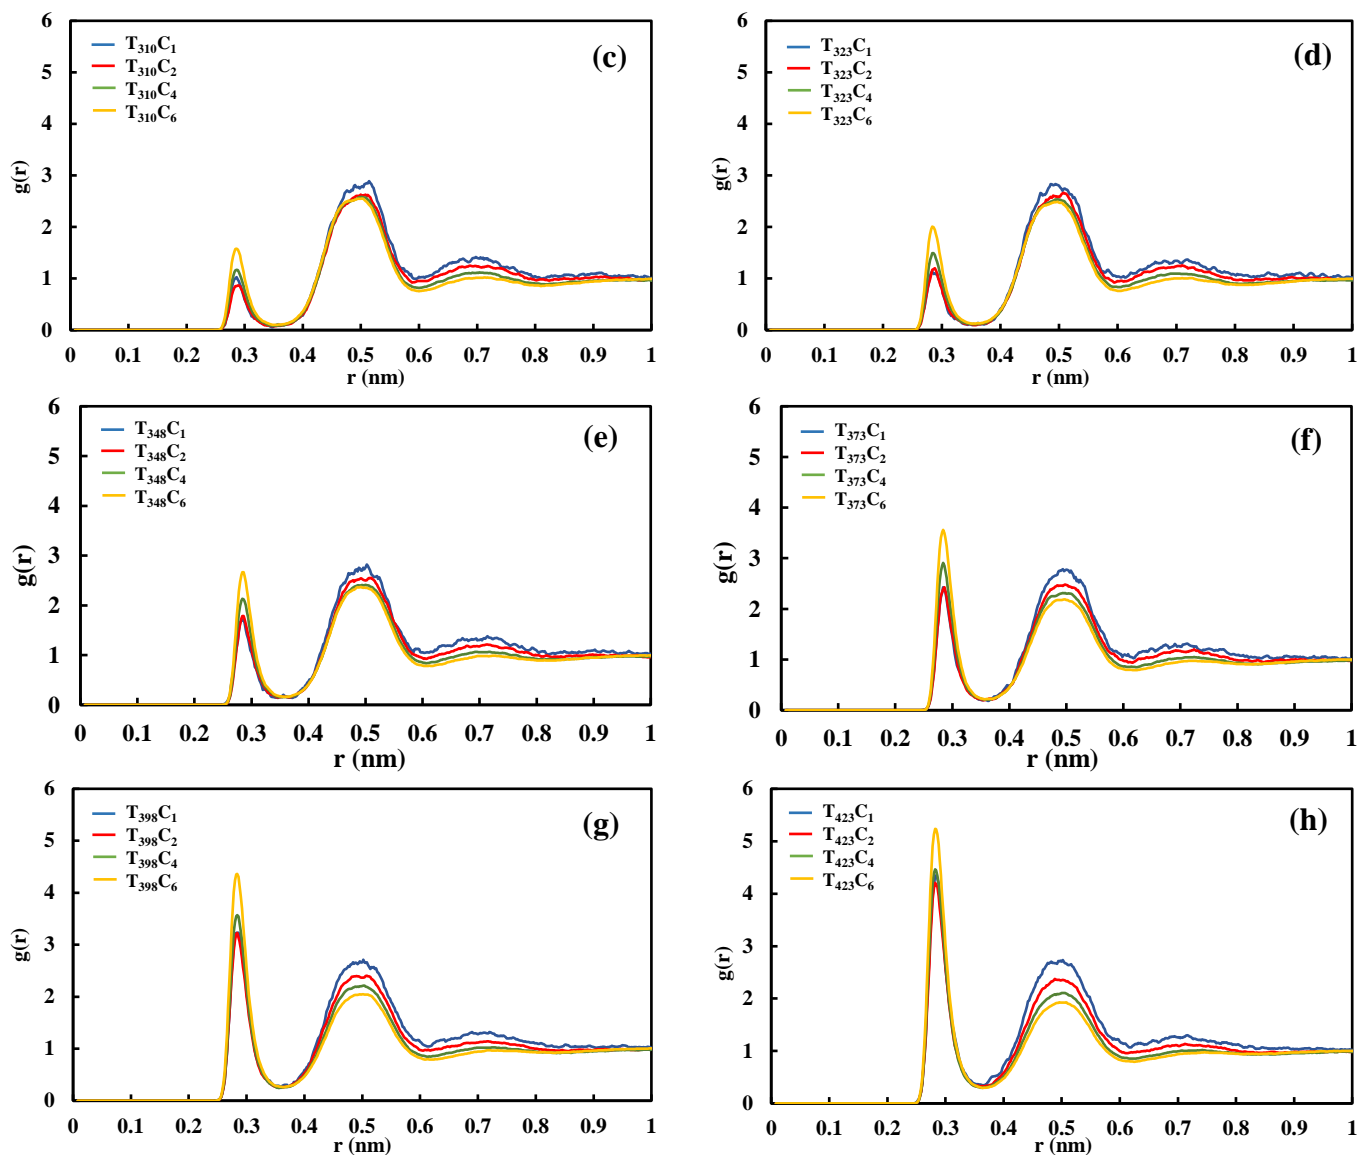 6
5
4
3
2
1
0
g(r)
T310C1
T310C2
T310C4
T310C6
(c)
0 0.1 0.2 0.3 0.4 0.5 0.6 0.7 0.8 0.9 1
r (nm)
6
5
4
3
2
1
0
g(r)
T323C1
T323C2
T323C4
T323C6
(d)
0 0.1 0.2 0.3 0.4 0.5 0.6 0.7 0.8 0.9 1
r (nm)
6
5
4
3
2
1
0
g(r)
T348C1
T348C2
T348C4
T348C6
(e)
0 0.1 0.2 0.3 0.4 0.5 0.6 0.7 0.8 0.9 1
r (nm)
6
5
4
3
2
1
0
g(r)
T373C1
T373C2
T373C4
T373C6
(f)
0 0.1 0.2 0.3 0.4 0.5 0.6 0.7 0.8 0.9 1
r (nm)
6
5
4
3
2
1
0
g(r)
T398C1
T398C2
T398C4
T398C6
(g)
0 0.1 0.2 0.3 0.4 0.5 0.6 0.7 0.8 0.9 1
r (nm)
6
5
4
3
2
1
0
g(r)
T423C1
T423C2
T423C4
T423C6
(h)
0 0.1 0.2 0.3 0.4 0.5 0.6 0.7 0.8 0.9 1
r (nm)